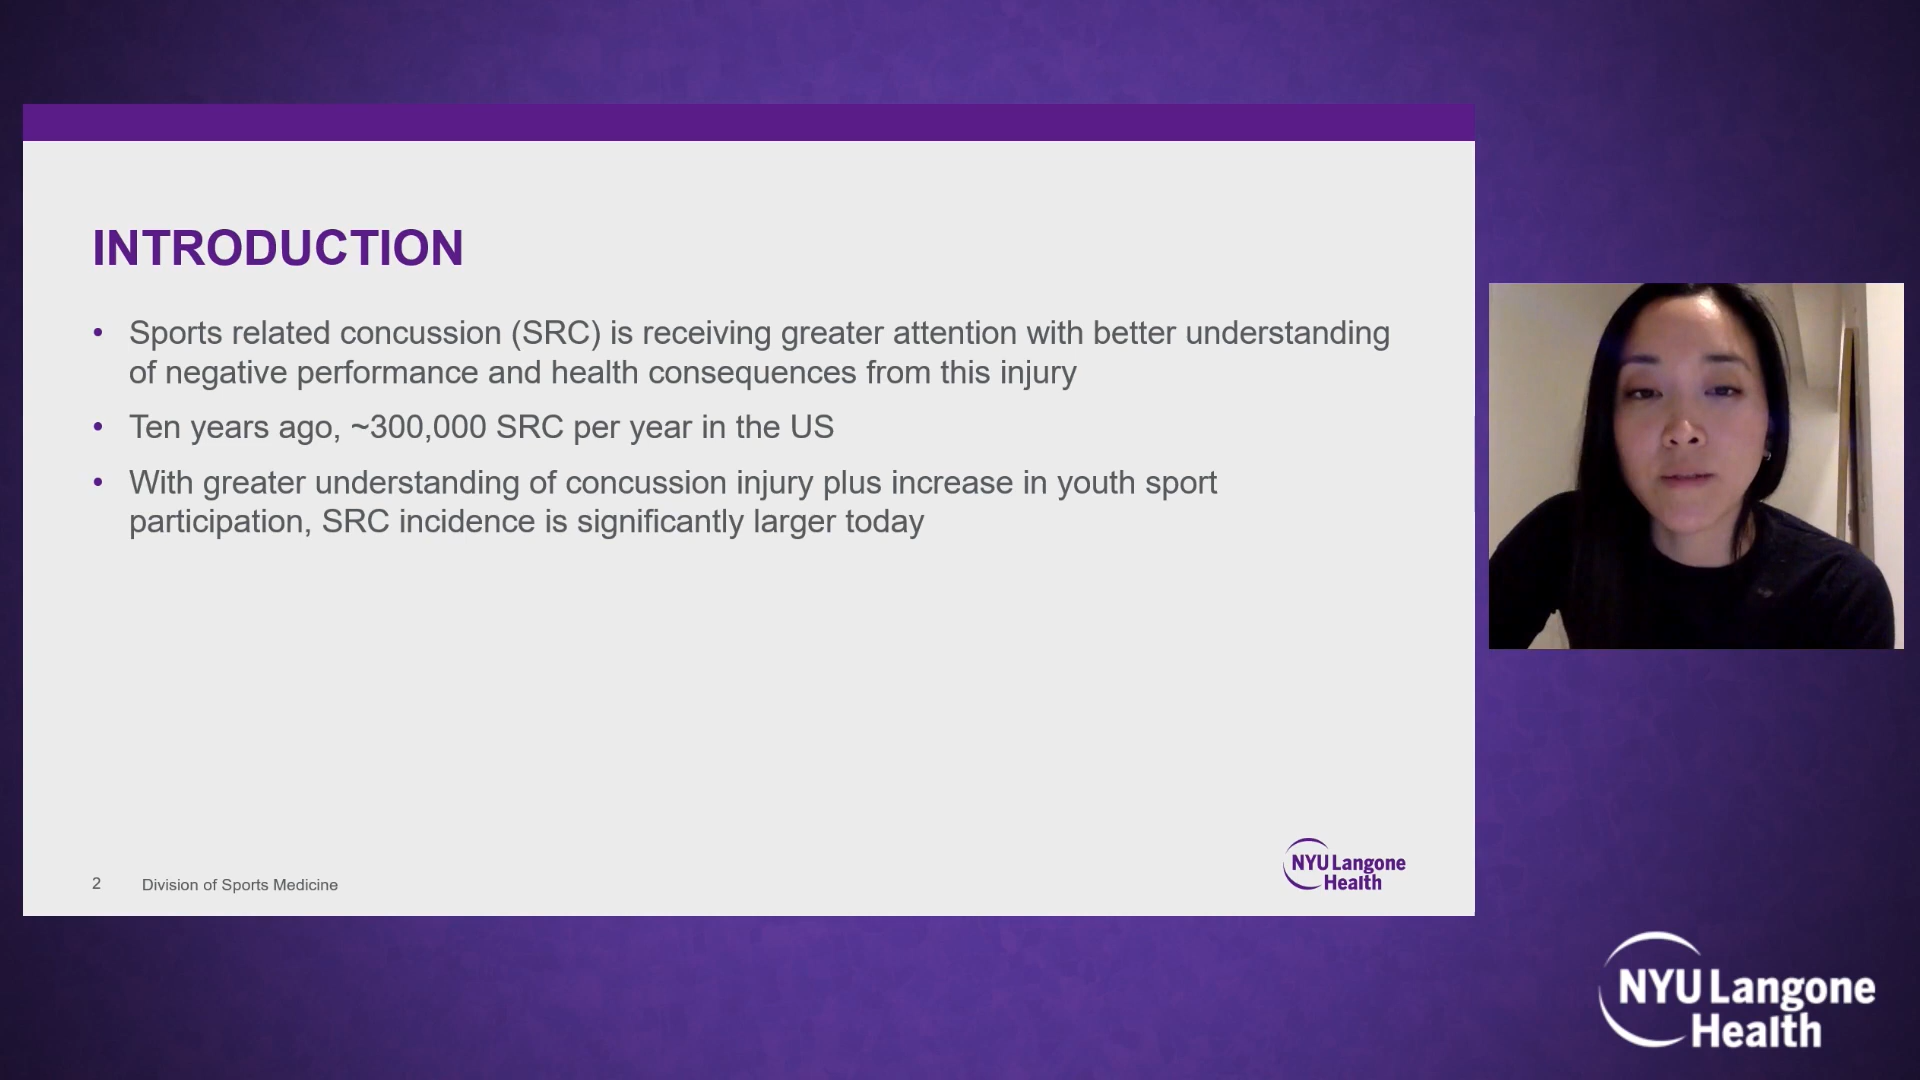 INTRODUCTION
• Sports related concussion (SRC) is receiving greater attention with better understanding
of negative performance and health consequences from this injury
• Ten years ago, ~300,000 SRC per year in the US
• With greater understanding of concussion injury plus increase in youth sport
participation, SRC incidence is significantly larger today
2 Division of Sports Medicine
NYU Langone
Health
NYU Langone
Health